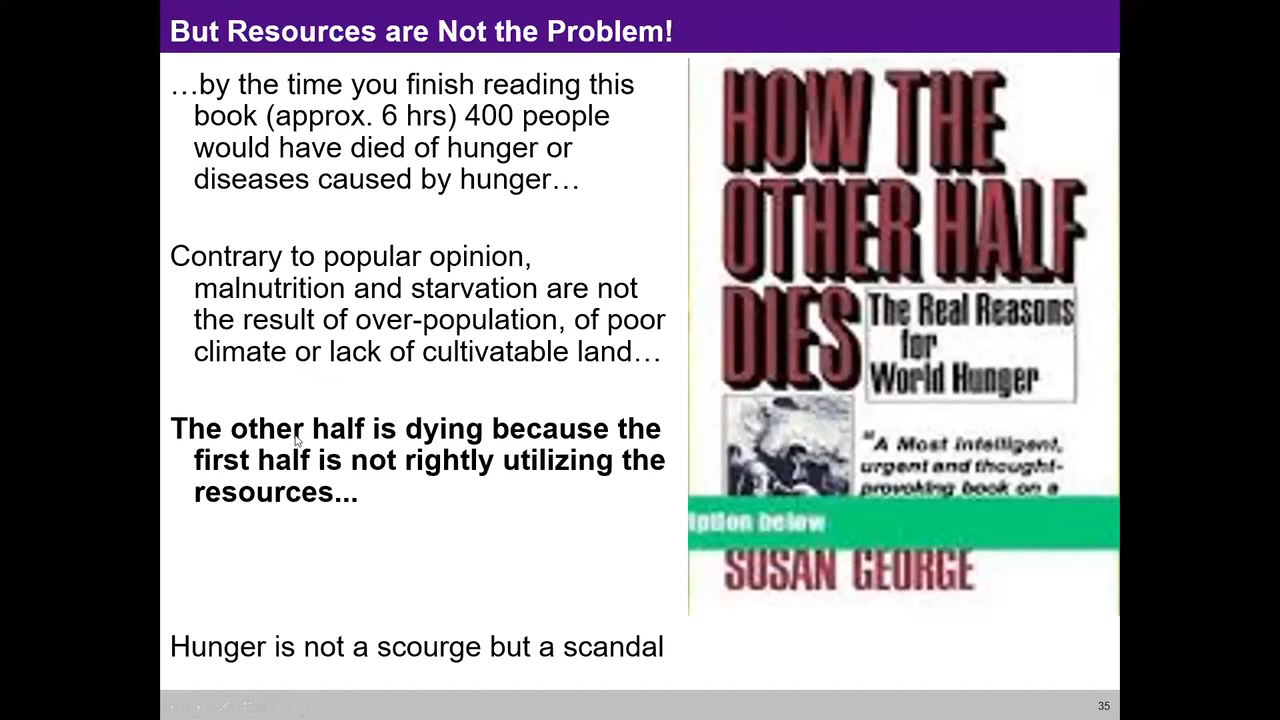 But Resources are Not the Problem!
…by the time you finish reading this
book (approx. 6 hrs) 400 people
would have died of hunger or
diseases caused by hunger…
Contrary to popular opinion,
malnutrition and starvation are not
the result of over-population, of poor
climate or lack of cultivatable land…
The other half is dying because the
first half is not rightly utilizing the
resources...
Hunger is not a scourge but a scandal
HOW THE
OTHER HALF
DIES
The Real Reasons
for
World Hunger
"A Most intelligent,
urgent and thought-
provoking book on a
iption below
SUSAN GEORGE
35